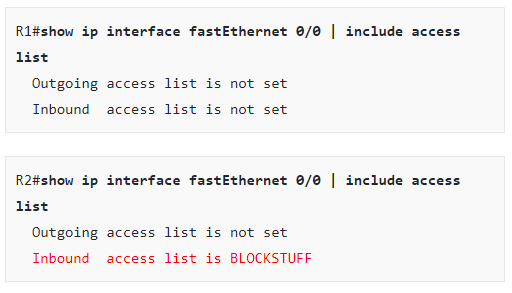 R1#show ip interface fastEthernet 0/0 | include access
list
  Outgoing access list is not set
  Inbound  access list is not set
R2#show ip interface fastEthernet 0/0 | include access
list
  Outgoing access list is not set
  Inbound  access list is BLOCKSTUFF